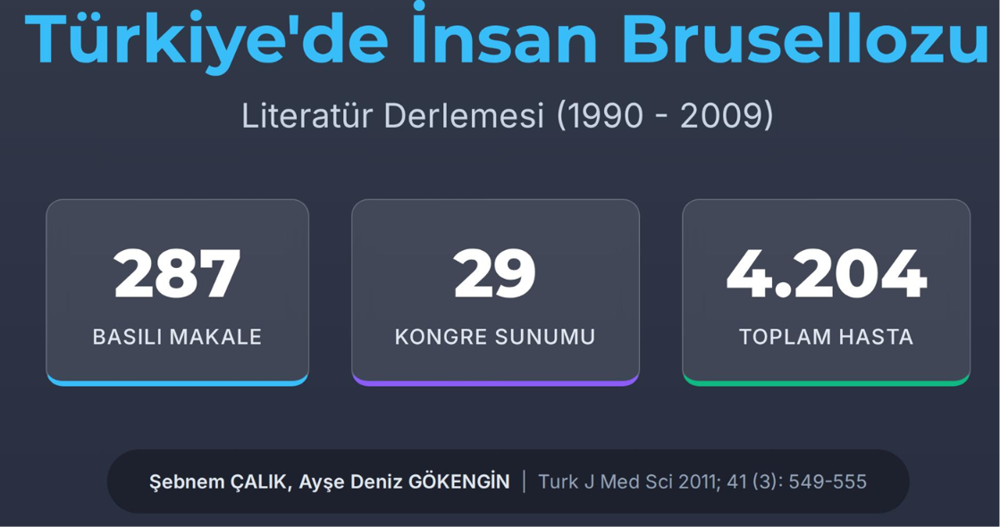 Türkiye'de İnsan Brusellozu
Literatür Derlemesi (1990 - 2009)
287
BASILI MAKALE
29
KONGRE SUNUMU
4.204
TOPLAM HASTA
Şebnem ÇALIK, Ayşe Deniz GÖKENGİN | Turk J Med Sci 2011; 41 (3): 549-555